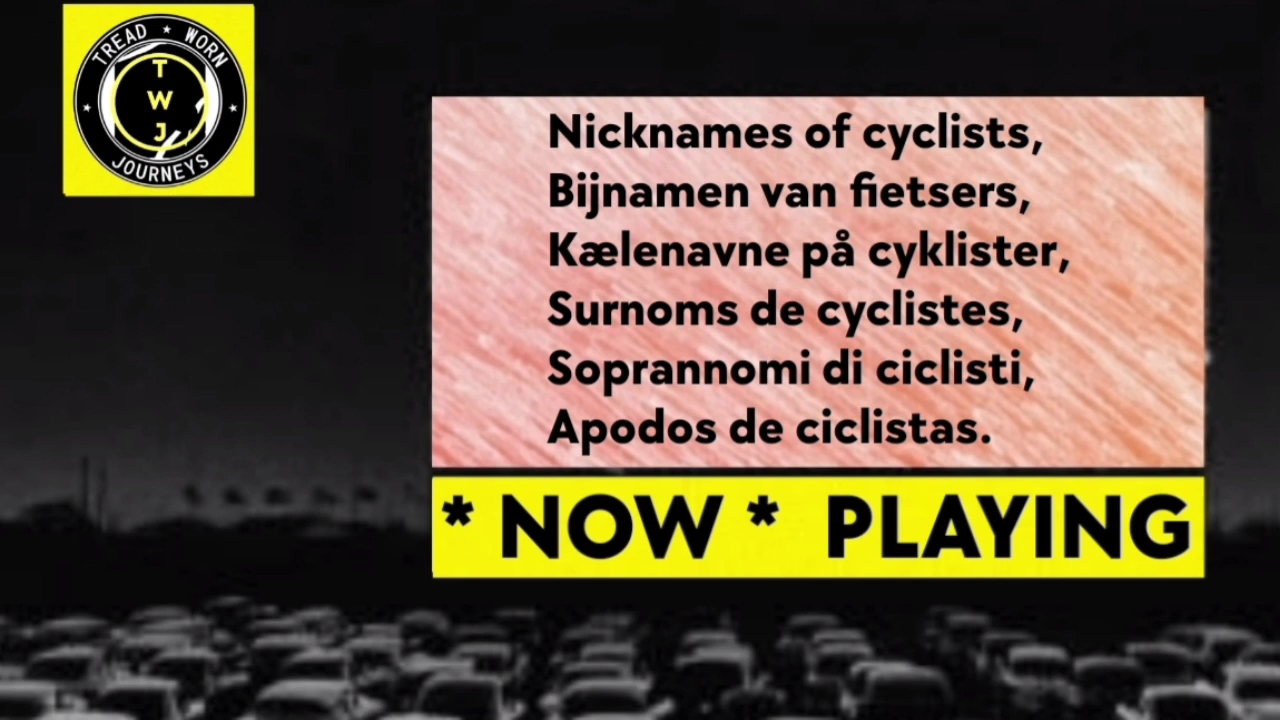 TREAD ★ WORN
T
W
J
JOURNEYS
Nicknames of cyclists,
Bijnamen van fietsers,
Kælenavne på cyklister,
Surnoms de cyclistes,
Soprannomi di ciclisti,
Apodos de ciclistas.
* NOW * PLAYING